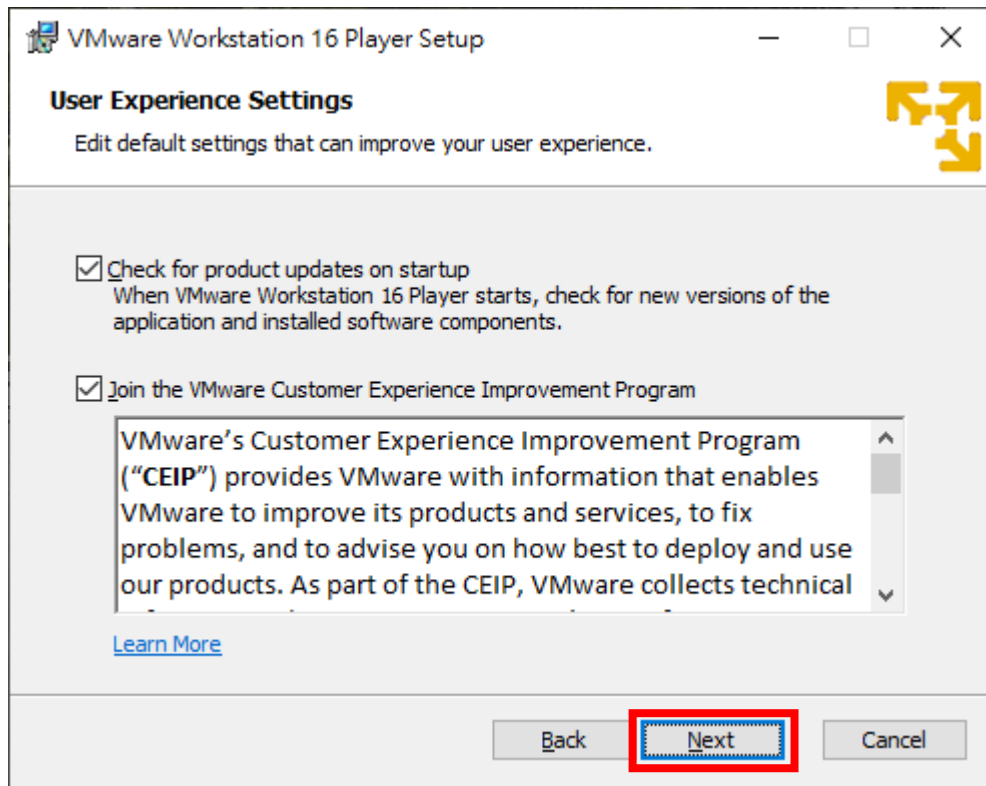 VMware Workstation 16 Player Setup
User Experience Settings
Edit default settings that can improve your user experience.
Check for product updates on startup
When VMware Workstation 16 Player starts, check for new versions of the
application and installed software components.
Join the VMware Customer Experience Improvement Program
VMware’s Customer Experience Improvement Program
(“CEIP”) provides VMware with information that enables
VMware to improve its products and services, to fix
problems, and to advise you on how best to deploy and use
our products. As part of the CEIP, VMware collects technical
Learn More
Back Next Cancel